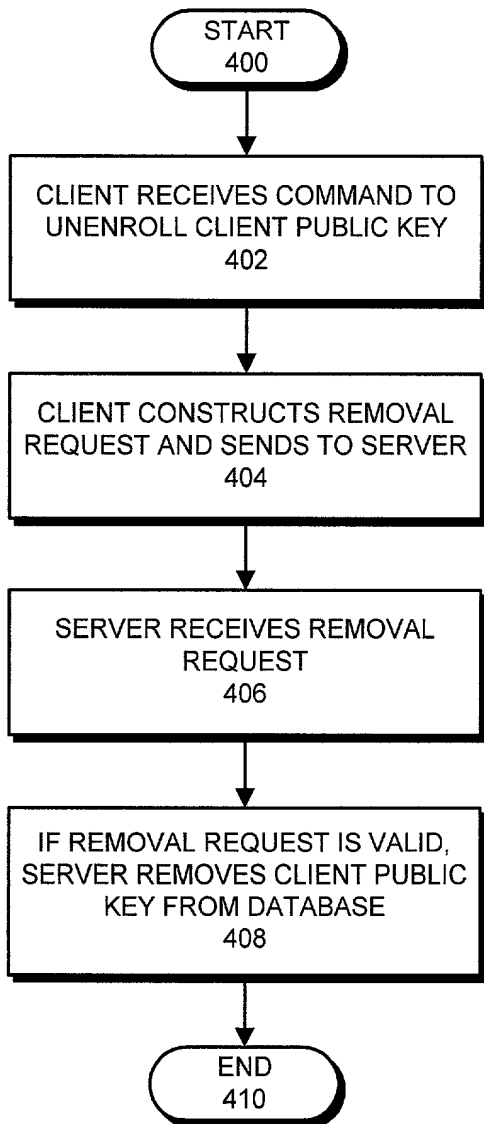 START
400
CLIENT RECEIVES COMMAND TO
UNENROLL CLIENT PUBLIC KEY
402
CLIENT CONSTRUCTS REMOVAL
REQUEST AND SENDS TO SERVER
404
SERVER RECEIVES REMOVAL
REQUEST
406
IF REMOVAL REQUEST IS VALID,
SERVER REMOVES CLIENT PUBLIC
KEY FROM DATABASE
408
END
410